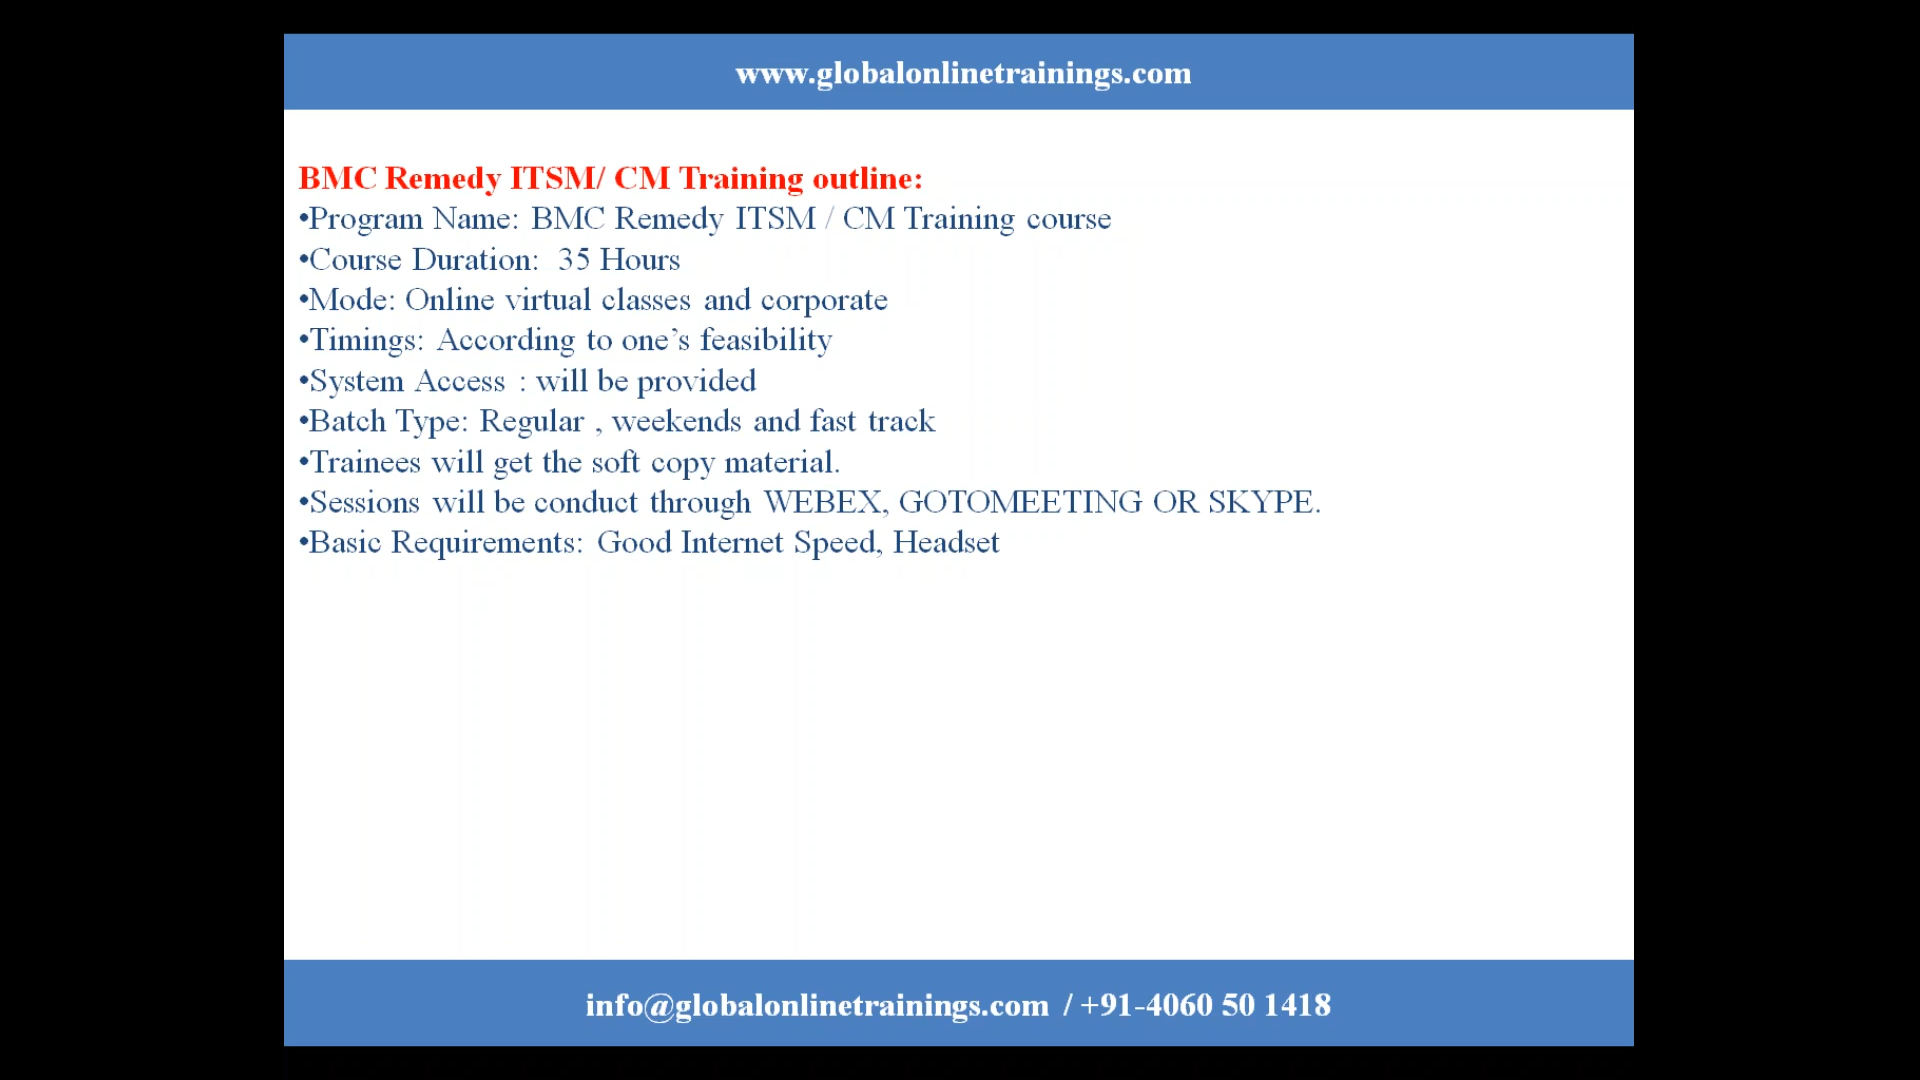 www.globalonlinetrainings.com
BMC Remedy ITSM/ CM Training outline:
•Program Name: BMC Remedy ITSM / CM Training course
•Course Duration:  35 Hours
•Mode: Online virtual classes and corporate
•Timings: According to one’s feasibility
•System Access : will be provided
•Batch Type: Regular , weekends and fast track
•Trainees will get the soft copy material.
•Sessions will be conduct through WEBEX, GOTOMEETING OR SKYPE.
•Basic Requirements: Good Internet Speed, Headset
info@globalonlinetrainings.com / +91-4060 50 1418